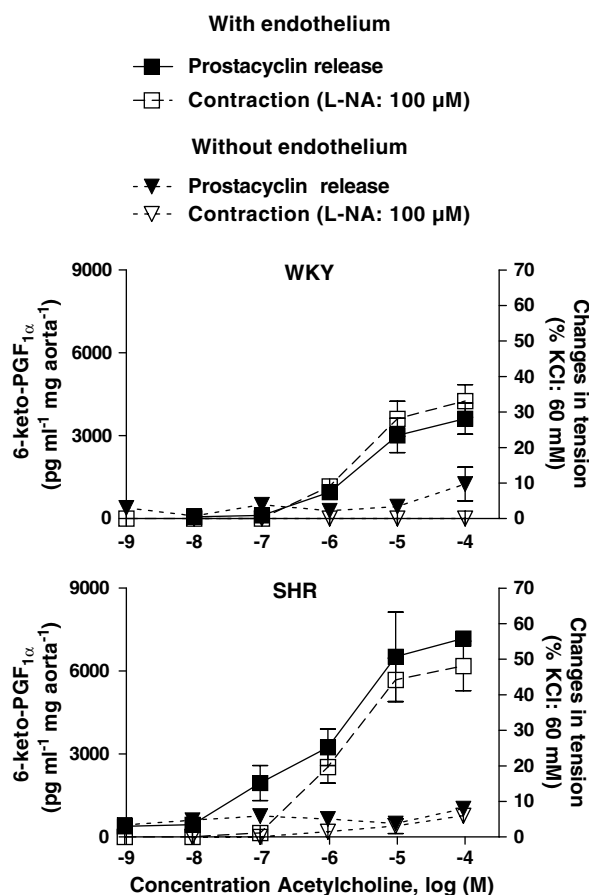 With endothelium
Prostacyclin release
Contraction (L-NA: 100 µM)
Without endothelium
Prostacyclin release
Contraction (L-NA: 100 µM)
WKY
6-keto-PGF1α
(pg ml-1 mg aorta-1)
9000
6000
3000
0
70
60
50
40
30
20
10
0
Changes in tension
(% KCl: 60 mM)
-9 -8 -7 -6 -5 -4
SHR
6-keto-PGF1α
(pg ml-1 mg aorta-1)
9000
6000
3000
0
70
60
50
40
30
20
10
0
Changes in tension
(% KCl: 60 mM)
-9 -8 -7 -6 -5 -4
Concentration Acetylcholine, log (M)